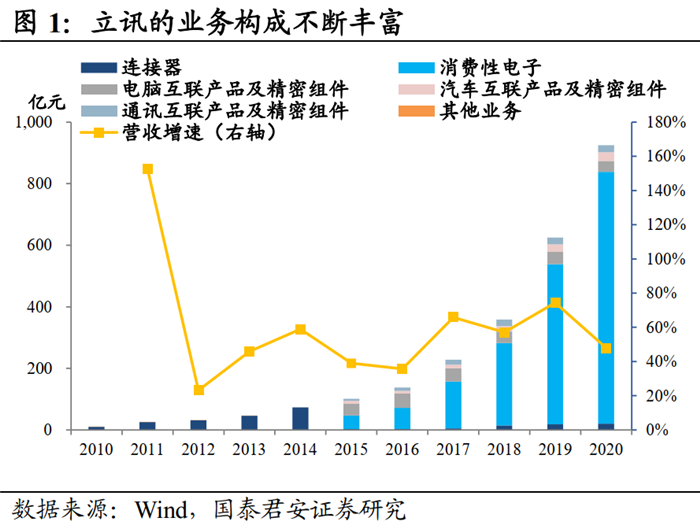 图 1：立讯的业务构成不断丰富
连接器 消费性电子
电脑互联产品及精密组件 汽车互联产品及精密组件
亿元 通讯互联产品及精密组件 其他业务
营收增速（右轴）
1,000 180%
160%
800 140%
120%
600 100%
400 80%
60%
200 40%
20%
0 0%
2010 2011 2012 2013 2014 2015 2016 2017 2018 2019 2020
数据来源：Wind，国泰君安证券研究